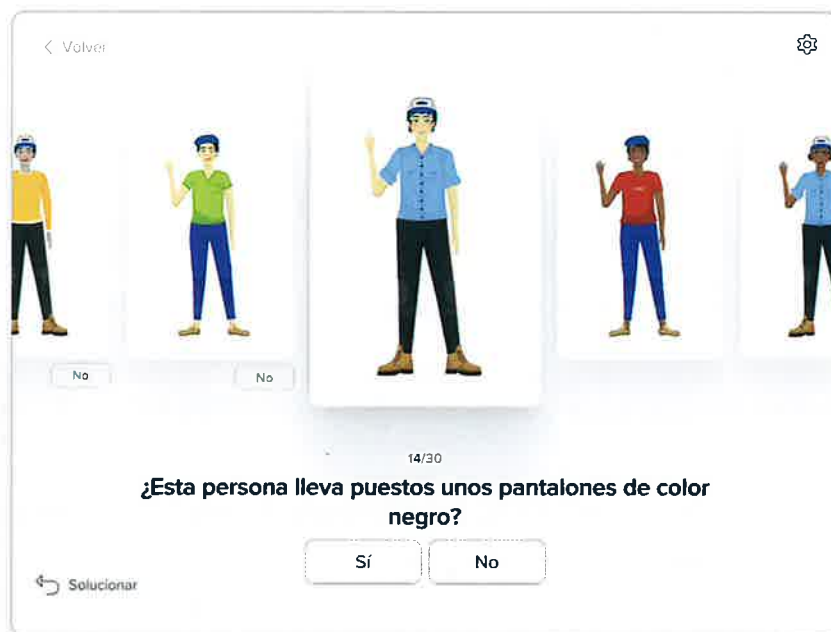 Volver
No
No
14/30
¿Esta persona lleva puestos unos pantalones de color
negro?
Sí
No
Solucionar